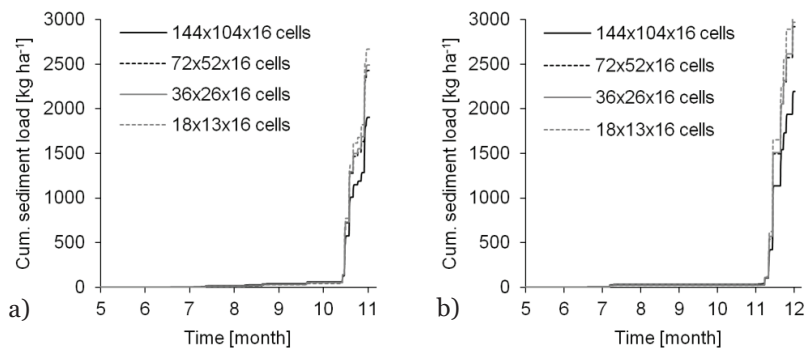 3000
2500
2000
1500
1000
500
0
Cum. sediment load [kg ha⁻¹]
144x104x16 cells
72x52x16 cells
36x26x16 cells
18x13x16 cells
5 6 7 8 9 10 11
Time [month]
a)
3000
2500
2000
1500
1000
500
0
Cum. sediment load [kg ha⁻¹]
144x104x16 cells
72x52x16 cells
36x26x16 cells
18x13x16 cells
5 6 7 8 9 10 11 12
Time [month]
b)